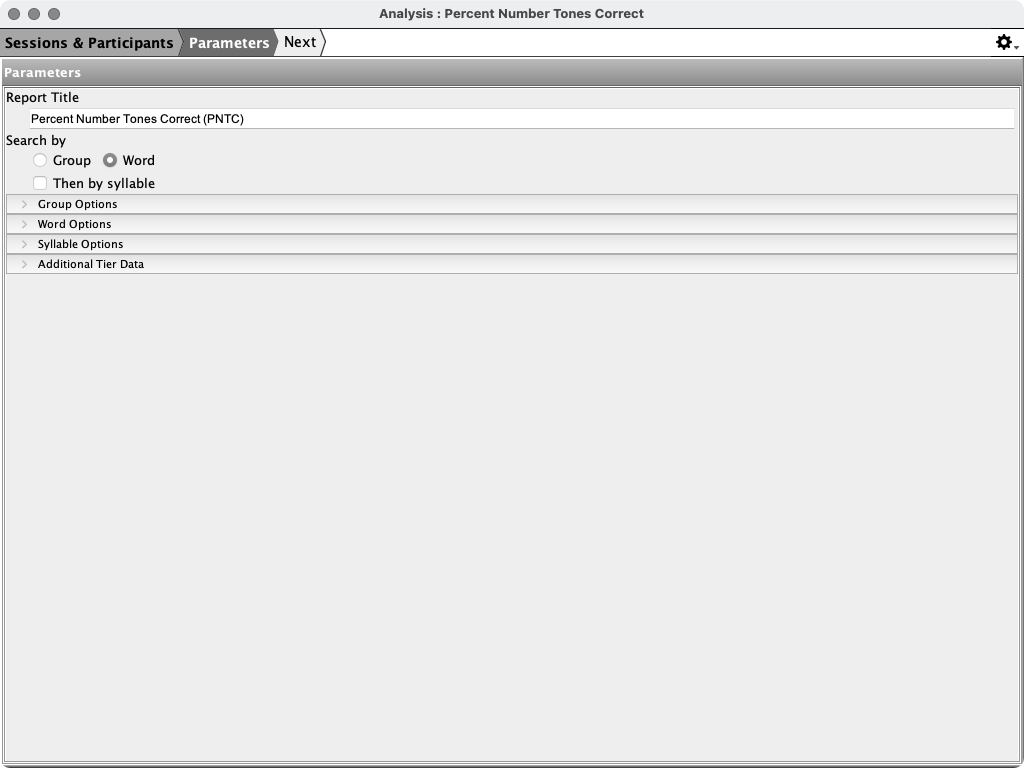 Analysis : Percent Number Tones Correct
Sessions & Participants Parameters Next
Parameters
Report Title
Percent Number Tones Correct (PNTC)
Search by
Group Word
Then by syllable
Group Options
Word Options
Syllable Options
Additional Tier Data